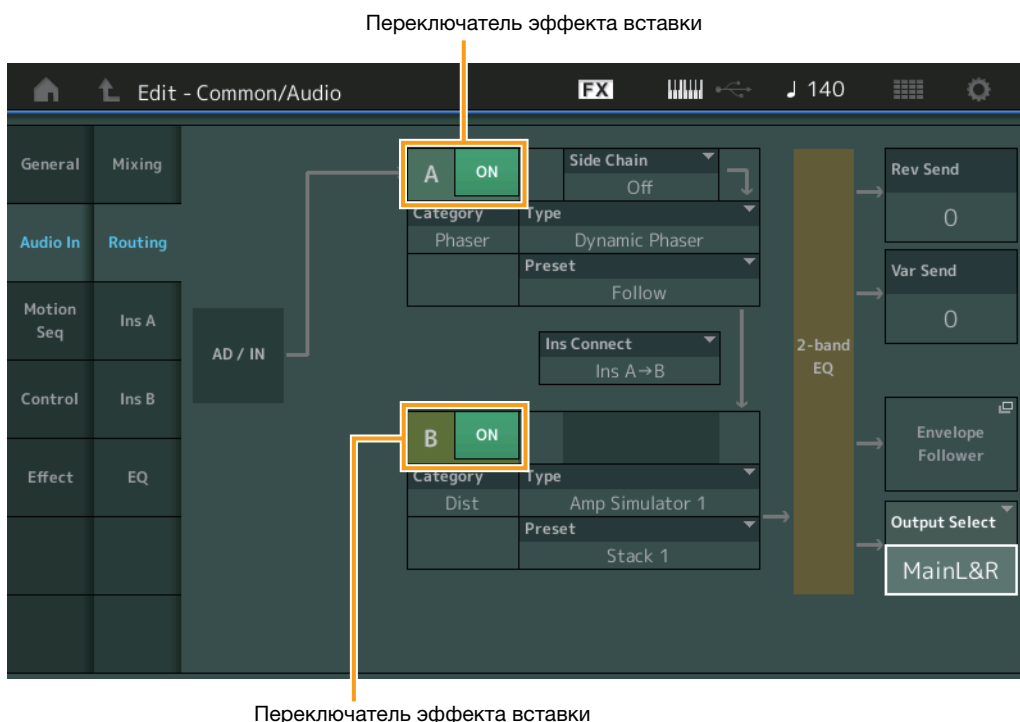 Переключатель эффекта вставки
Edit - Common/Audio
FX
♩ 140
General
Mixing
A
ON
Side Chain
Off
Rev Send
0
Category
Phaser
Type
Dynamic Phaser
Audio In
Routing
Preset
Follow
Var Send
0
Motion
Seq
Ins A
AD / IN
Ins Connect
Ins A→B
2-band
EQ
Control
Ins B
B
ON
Envelope
Follower
Effect
EQ
Category
Dist
Type
Amp Simulator 1
Preset
Stack 1
Output Select
MainL&R
Переключатель эффекта вставки